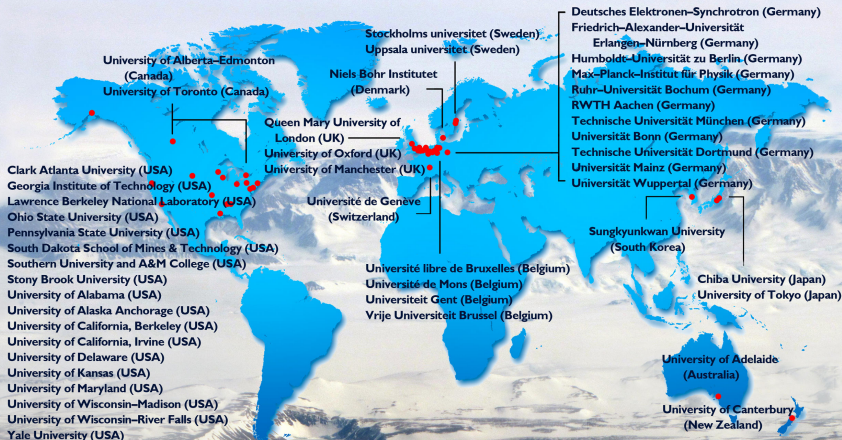 Deutsches Elektronen–Synchrotron (Germany)
Friedrich–Alexander–Universität
Erlangen–Nürnberg (Germany)
Humboldt–Universität zu Berlin (Germany)
Max–Planck–Institut für Physik (Germany)
Ruhr–Universität Bochum (Germany)
RWTH Aachen (Germany)
Technische Universität München (Germany)
Universität Bonn (Germany)
Technische Universität Dortmund (Germany)
Universität Mainz (Germany)
Universität Wuppertal (Germany)
Stockholms universitet (Sweden)
Uppsala universitet (Sweden)
Niels Bohr Institutet
(Denmark)
University of Alberta–Edmonton
(Canada)
University of Toronto (Canada)
Queen Mary University of
London (UK)
University of Oxford (UK)
University of Manchester (UK)
Université de Genève
(Switzerland)
Clark Atlanta University (USA)
Georgia Institute of Technology (USA)
Lawrence Berkeley National Laboratory (USA)
Ohio State University (USA)
Pennsylvania State University (USA)
South Dakota School of Mines & Technology (USA)
Southern University and A&M College (USA)
Stony Brook University (USA)
University of Alabama (USA)
University of Alaska Anchorage (USA)
University of California, Berkeley (USA)
University of California, Irvine (USA)
University of Delaware (USA)
University of Kansas (USA)
University of Maryland (USA)
University of Wisconsin–Madison (USA)
University of Wisconsin–River Falls (USA)
Yale University (USA)
Université libre de Bruxelles (Belgium)
Université de Mons (Belgium)
Universiteit Gent (Belgium)
Vrije Universiteit Brussel (Belgium)
Sungkyunkwan University
(South Korea)
Chiba University (Japan)
University of Tokyo (Japan)
University of Adelaide
(Australia)
University of Canterbury
(New Zealand)